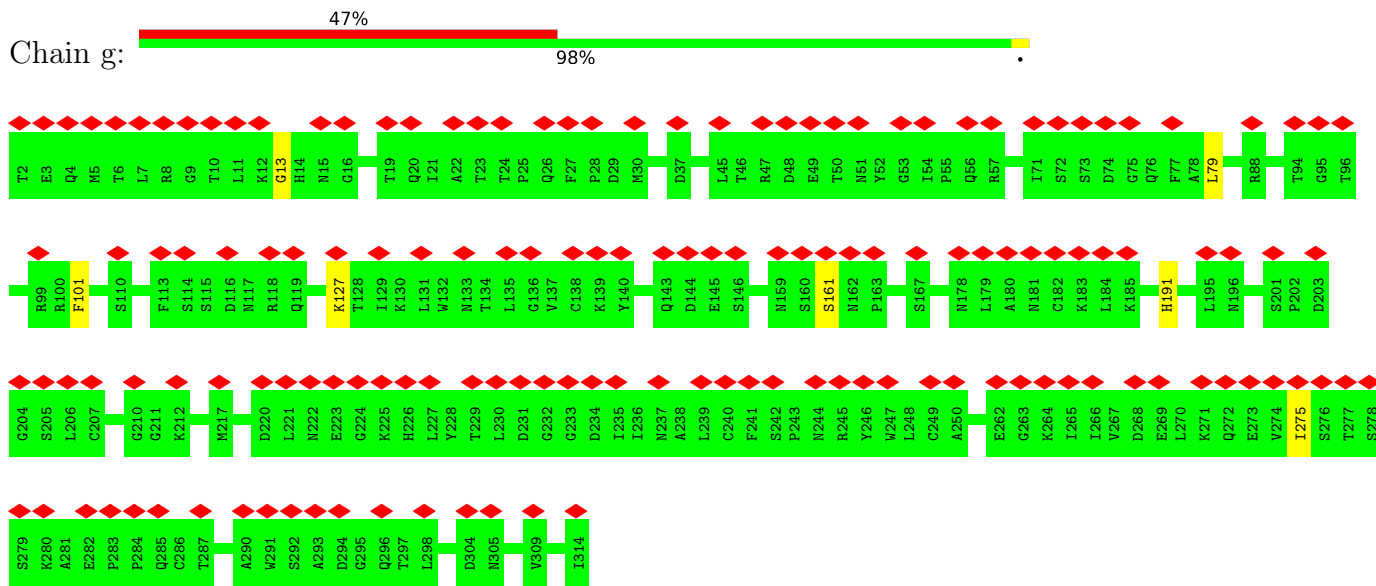 47%
Chain g:
98%
.
T2 E3 Q4 M5 T6 L7 R8 G9 T10 L11 K12 G13 H14 N15 G16 T19 Q20 I21 A22 T23 T24 P25 Q26 F27 P28 D29 M30 D37 L45 T46 R47 D48 E49 T50 N51 Y52 G53 I54 P55 Q56 R57 I71 S72 S73 D74 G75 Q76 F77 A78 L79 R88 T94 G95 T96
R99 R100 F101 S110 F113 S114 S115 D116 N117 R118 Q119 K127 T128 I129 K130 L131 W132 N133 T134 L135 G136 V137 C138 K139 Y140 Q143 D144 E145 S146 N159 S160 S161 N162 P163 S167 N178 L179 A180 N181 C182 K183 L184 K185 H191 L195 N196 S201 P202 D203
G204 S205 L206 C207 G210 G211 K212 M217 D220 L221 N222 E223 G224 K225 H226 L227 Y228 T229 L230 D231 G232 G233 D234 I235 I236 N237 A238 L239 C240 F241 S242 P243 N244 R245 Y246 W247 L248 C249 A250 E262 G263 K264 I265 I266 V267 D268 E269 L270 K271 Q272 E273 V274 I275 S276 T277 S278
S279 K280 A281 E282 P283 P284 Q285 C286 T287 A290 W291 S292 A293 D294 G295 Q296 T297 L298 D304 N305 V309 I314